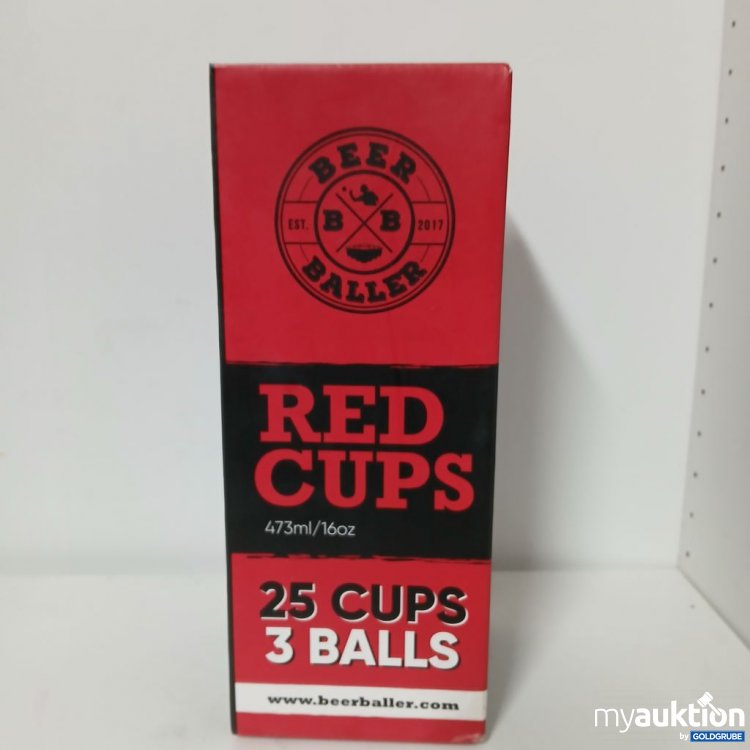 BEER
EST. B B 2017
BALLER
RED
CUPS
473ml/16oz
25 CUPS
3 BALLS
www.beerballer.com
myauktion
by GOLDGRUBE